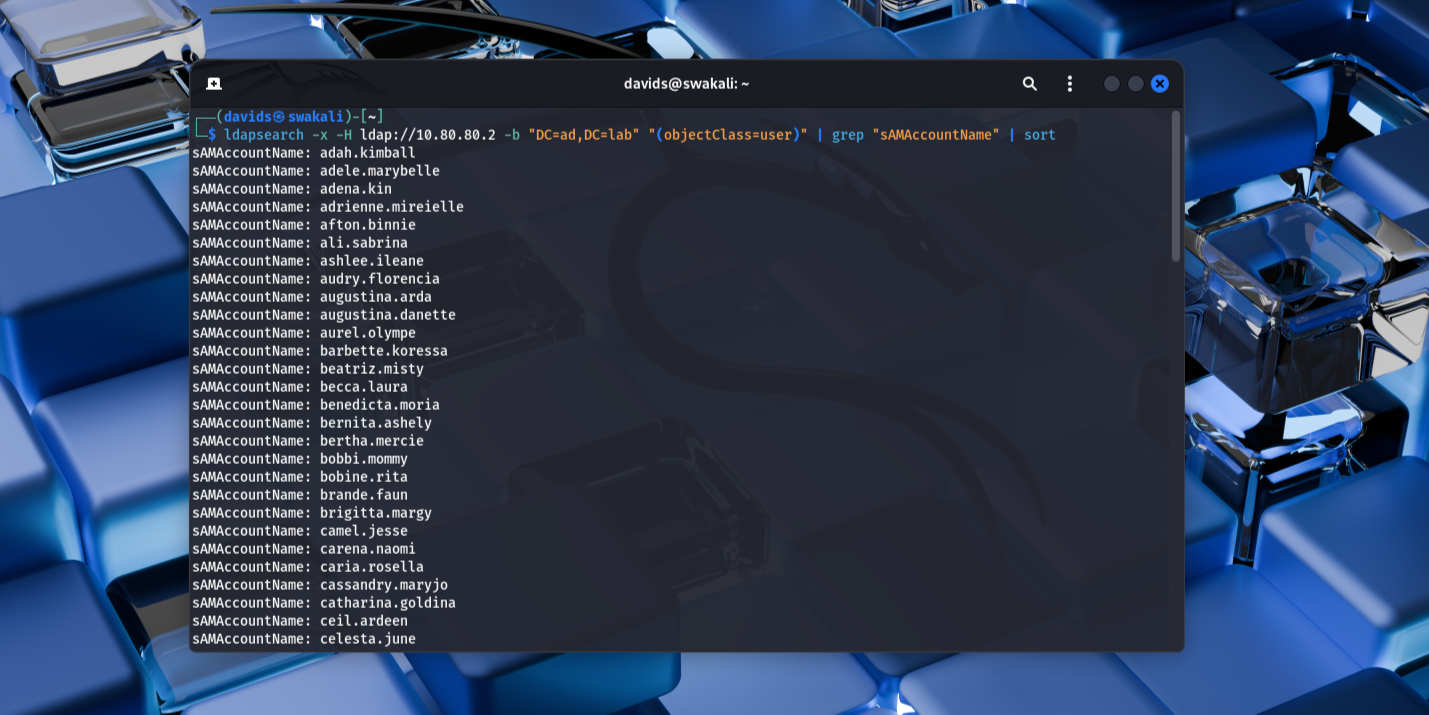 davids@swakali: ~
┌──(davids㉿swakali)-[~]
└─$ ldapsearch -x -H ldap://10.80.80.2 -b "DC=ad,DC=lab" "(objectClass=user)" | grep "sAMAccountName" | sort
sAMAccountName: adah.kimball
sAMAccountName: adele.marybelle
sAMAccountName: adena.kin
sAMAccountName: adrienne.mireielle
sAMAccountName: afton.binnie
sAMAccountName: ali.sabrina
sAMAccountName: ashlee.ileane
sAMAccountName: audry.florencia
sAMAccountName: augustina.arda
sAMAccountName: augustina.danette
sAMAccountName: aurel.olympe
sAMAccountName: barbette.koressa
sAMAccountName: beatriz.misty
sAMAccountName: becca.laura
sAMAccountName: benedicta.moria
sAMAccountName: bernita.ashely
sAMAccountName: bertha.mercie
sAMAccountName: bobbi.mommy
sAMAccountName: bobine.rita
sAMAccountName: brande.faun
sAMAccountName: brigitta.margy
sAMAccountName: camel.jesse
sAMAccountName: carena.naomi
sAMAccountName: caria.rosella
sAMAccountName: cassandry.maryjo
sAMAccountName: catharina.goldina
sAMAccountName: ceil.ardeen
sAMAccountName: celesta.june